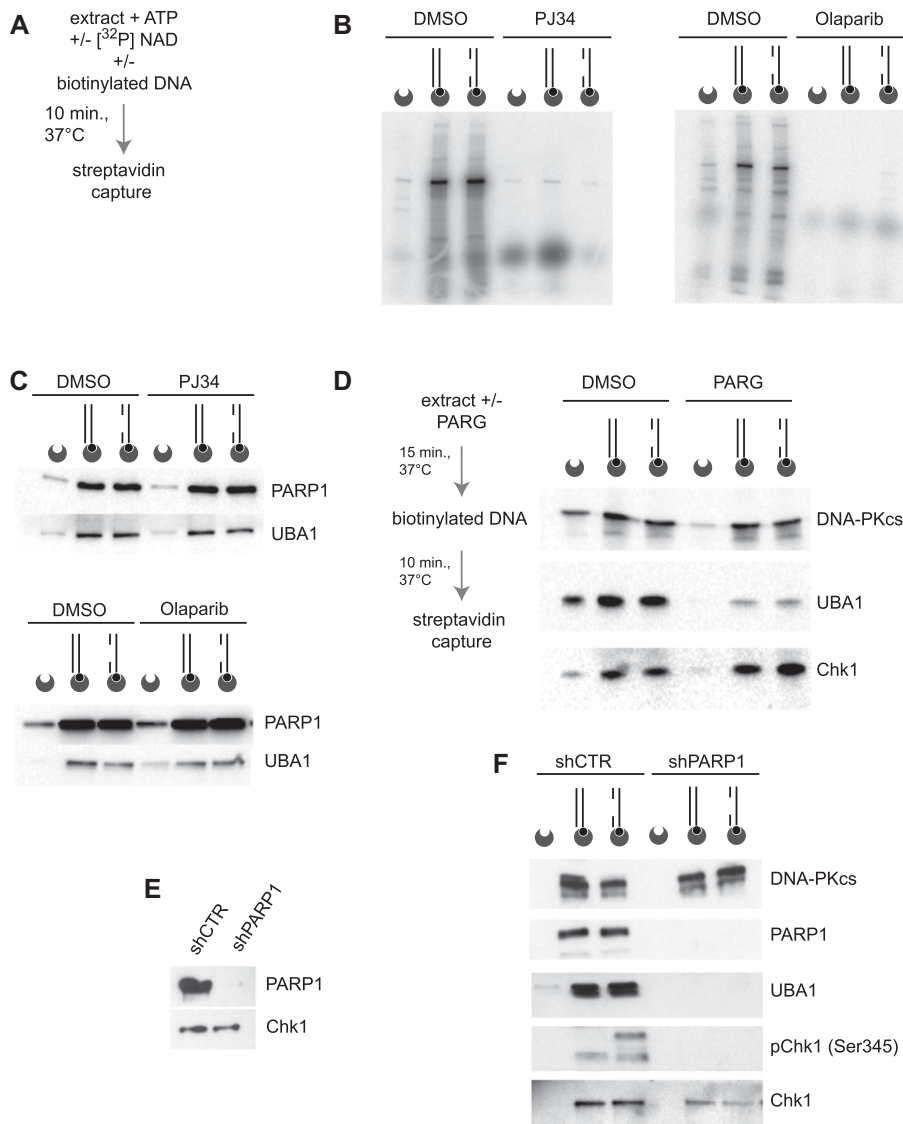 A
extract + ATP
+/- [32P] NAD
+/-
biotinylated DNA
10 min.,
37°C
streptavidin
capture
B
DMSO PJ34
DMSO Olaparib
C
DMSO PJ34
PARP1
UBA1
DMSO Olaparib
PARP1
UBA1
D
extract +/-
PARG
15 min.,
37°C
biotinylated DNA
10 min.,
37°C
streptavidin
capture
DMSO PARG
DNA-PKcs
UBA1
Chk1
E
shCTR
shPARP1
PARP1
Chk1
F
shCTR shPARP1
DNA-PKcs
PARP1
UBA1
pChk1 (Ser345)
Chk1